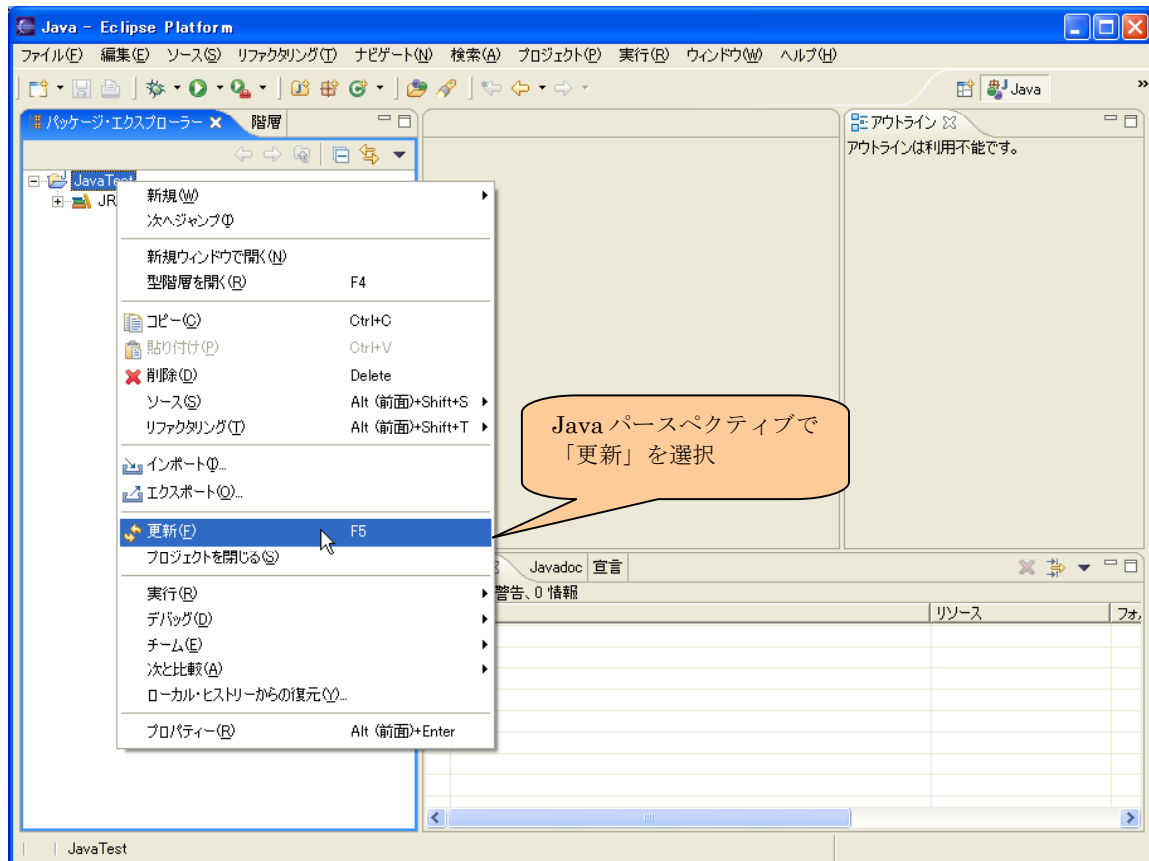 Java - Eclipse Platform
ファイル(F) 編集(E) ソース(S) リファクタリング(T) ナビゲート(N) 検索(A) プロジェクト(P) 実行(R) ウィンドウ(W) ヘルプ(H)
Java
パッケージ・エクスプローラー 階層
アウトライン
アウトラインは利用不能です。
JavaTest
JR
新規(W)
次へジャンプ(I)
新規ウィンドウで開く(N)
型階層を開く(R) F4
コピー(C) Ctrl+C
貼り付け(P) Ctrl+V
削除(D) Delete
ソース(S) Alt (前面)+Shift+S
リファクタリング(T) Alt (前面)+Shift+T
インポート(I)...
エクスポート(O)...
更新(F) F5
プロジェクトを閉じる(S)
実行(R)
デバッグ(D)
チーム(E)
次と比較(A)
ローカル・ヒストリーからの復元(Y)...
プロパティー(R) Alt (前面)+Enter
Java パースペクティブで
「更新」を選択
Javadoc 宣言
警告、0 情報
リソース フォ
JavaTest